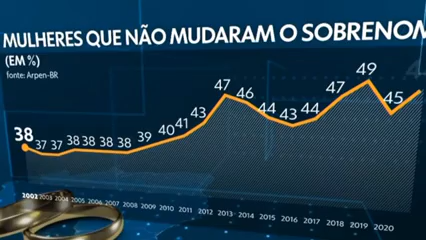 MULHERES QUE NÃO MUDARAM O SOBRENOM
(EM %)
fonte: Arpen-BR
38 37 37 38 38 38 38 39 40 41 43 47 46 44 43 44 47 49 45
2002 2003 2004 2005 2006 2007 2008 2009 2010 2011 2012 2013 2014 2015 2016 2017 2018 2019 2020